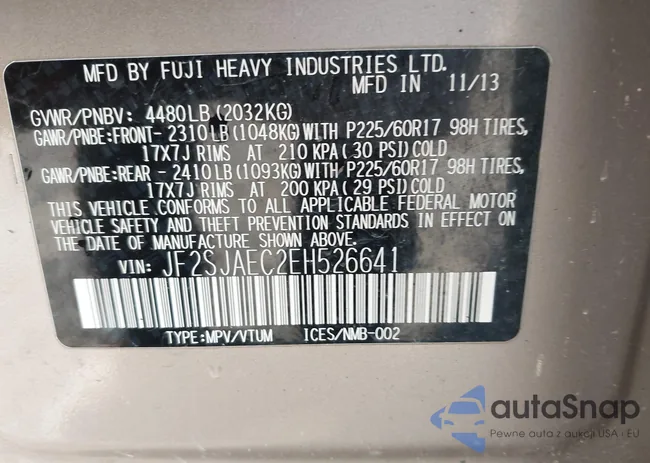 MFD BY FUJI HEAVY INDUSTRIES LTD.
MFD IN 11/13
GVWR/PNBV: 4480LB(2032KG)
GAWR/PNBE:FRONT- 2310LB(1048KG)WITH P225/60R17 98H TIRES,
17X7J RIMS AT 210 KPA(30 PSI)COLD
GAWR/PNBE:REAR - 2410LB(1093KG)WITH P225/60R17 98H TIRES,
17X7J RIMS AT 200 KPA(29 PSI)COLD
THIS VEHICLE CONFORMS TO ALL APPLICABLE FEDERAL MOTOR
VEHICLE SAFETY AND THEFT PREVENTION STANDARDS IN EFFECT ON
THE DATE OF MANUFACTURE SHOWN ABOVE.
VIN: JF2SJAEC2EH526641
TYPE:MPV/VTUM ICES/NMB-002
autaSnap
Pewne auta z aukcji USA i EU